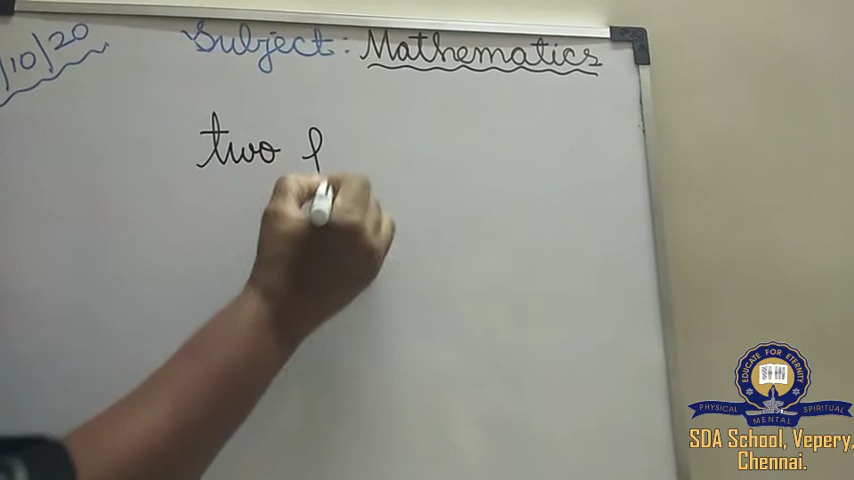 /10/20 Subject: Mathematics
two f
EDUCATE FOR ETERNITY
PHYSICAL MENTAL SPIRITUAL
SDA School, Vepery,
Chennai.